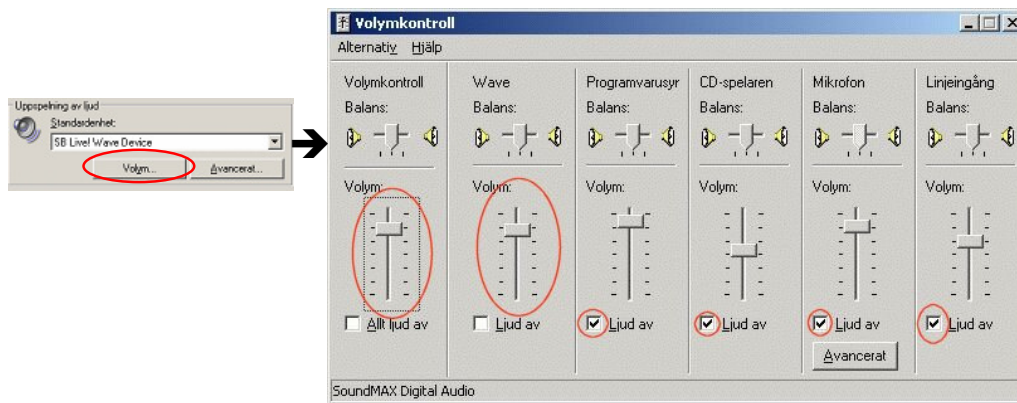 Uppspelning av ljud
Standardenhet:
SB Live! Wave Device
Volym...
Avancerat...
Volymkontroll
Alternativ Hjälp
Volymkontroll Wave Programvarusyr CD-spelaren Mikrofon Linjeingång
Balans: Balans: Balans: Balans: Balans: Balans:
Volym: Volym: Volym: Volym: Volym: Volym:
Allt ljud av Ljud av Ljud av Ljud av Ljud av Ljud av
Avancerat
SoundMAX Digital Audio